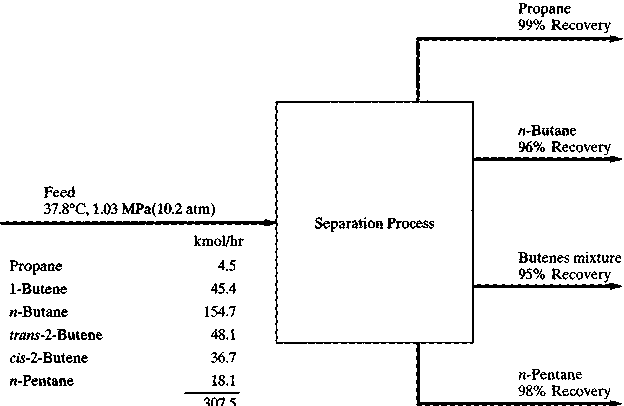 Propane
99% Recovery
n-Butane
96% Recovery
Feed
37.8°C, 1.03 MPa(10.2 atm)
Separation Process
kmol/hr
Butenes mixture
95% Recovery
Propane 4.5
1-Butene 45.4
n-Butane 154.7
trans-2-Butene 48.1
cis-2-Butene 36.7
n-Pentane 18.1
307.5
n-Pentane
98% Recovery